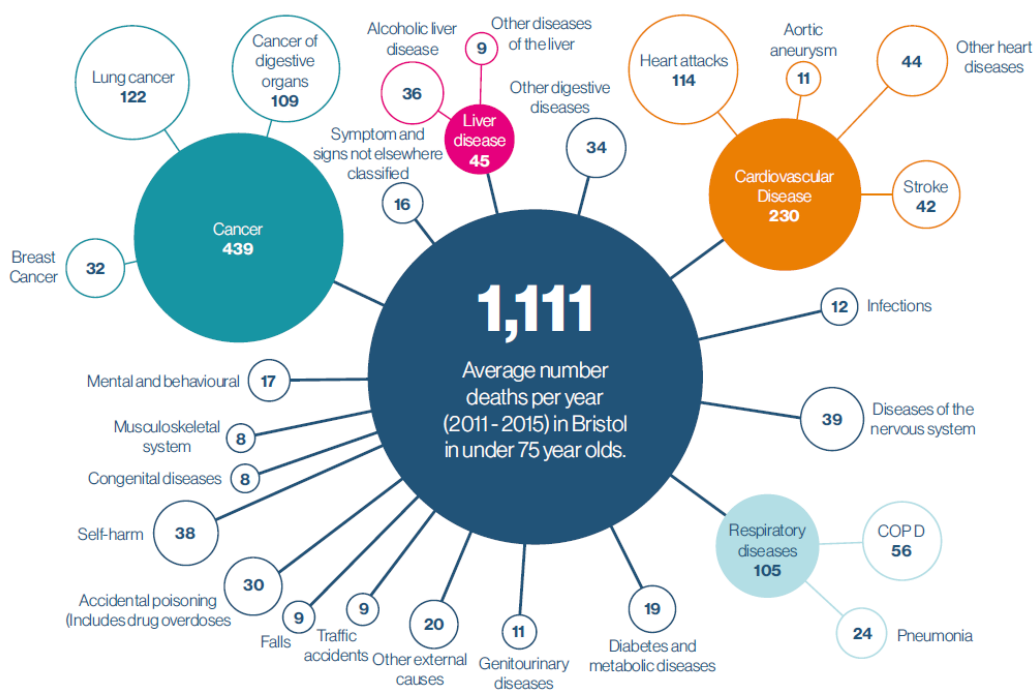 Lung cancer
122
Cancer of
digestive
organs
109
Cancer
439
Breast
Cancer
32
Alcoholic liver
disease
36
9
Other diseases
of the liver
Liver
disease
45
Symptom and
signs not elsewhere
classified
16
Other digestive
diseases
34
Heart attacks
114
Aortic
aneurysm
11
44
Other heart
diseases
Cardiovascular
Disease
230
Stroke
42
1,111
Average number
deaths per year
(2011 - 2015) in Bristol
in under 75 year olds.
12
Infections
39
Diseases of the
nervous system
Respiratory
diseases
105
COPD
56
24
Pneumonia
19
Diabetes and
metabolic diseases
11
Genitourinary
diseases
20
Other external
causes
9
Traffic
accidents
9
Falls
30
Accidental poisoning
(Includes drug overdoses
Self-harm
38
Congenital diseases
8
Musculoskeletal
system
8
Mental and behavioural
17